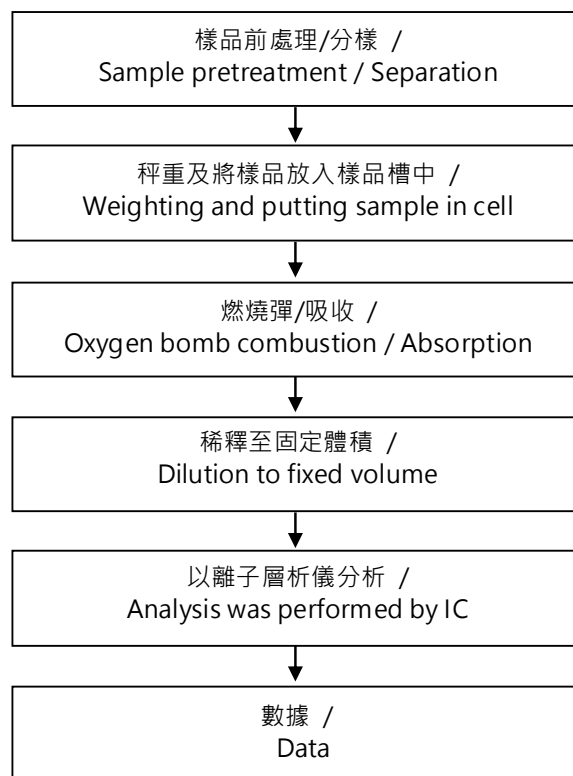 樣品前處理/分樣 /
Sample pretreatment / Separation
秤重及將樣品放入樣品槽中 /
Weighting and putting sample in cell
燃燒彈/吸收 /
Oxygen bomb combustion / Absorption
稀釋至固定體積 /
Dilution to fixed volume
以離子層析儀分析 /
Analysis was performed by IC
數據 /
Data